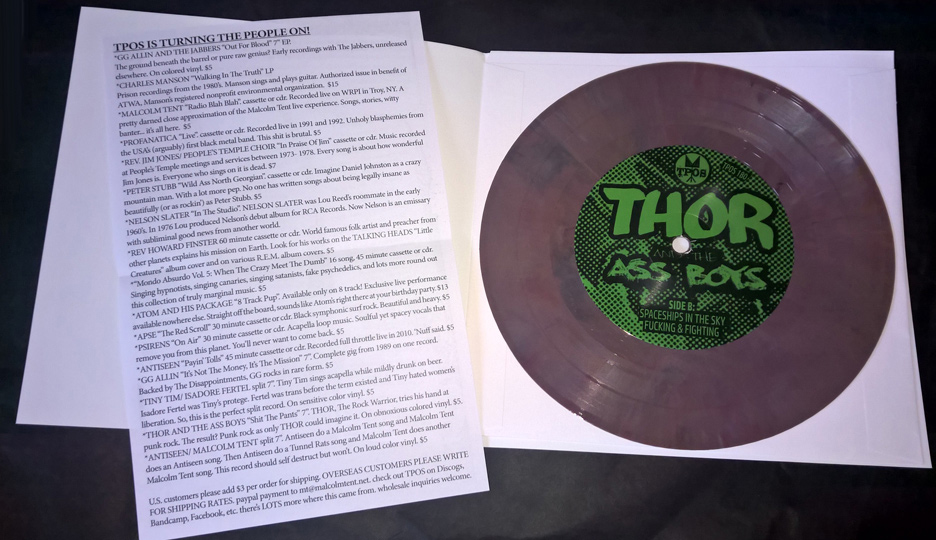 TPOS IS TURNING THE PEOPLE ON!
*GG ALLIN AND THE JABBERS "Out For Blood" 7" EP.
The ground beneath the barrel or pure raw genius? Early recordings with The Jabbers, unreleased
elsewhere. On colored vinyl. $5
*CHARLES MANSON "Walking In The Truth" LP
Prison recordings from the 1980's. Manson sings and plays guitar. Authorized issue in benefit of
ATWA, Manson's registered nonprofit environmental organization. $15
*MALCOLM TENT "Radio Blah Blah". cassette or cdr. Recorded live on WRPI in Troy, NY. A
pretty darned close approximation of the Malcolm Tent live experience. Songs, stories, witty
banter... it's all here. $5
*PROFANATICA "Live". cassette or cdr. Recorded live in 1991 and 1992. Unholy blasphemies from
the USA's (arguably) first black metal band. This shit is brutal. $5
*REV. JIM JONES/ PEOPLE'S TEMPLE CHOIR "In Praise Of Jim" cassette or cdr. Music recorded
at People's Temple meetings and services between 1973- 1978. Every song is about how wonderful
Jim Jones is. Everyone who sings on it is dead. $7
*PETER STUBB "Wild Ass North Georgian". cassette or cdr. Imagine Daniel Johnston as a crazy
mountain man. With a lot more pep. No one has written songs about being legally insane as
beautifully (or as rockin') as Peter Stubb. $5
*NELSON SLATER "In The Studio". NELSON SLATER was Lou Reed's roommate in the early
1960's. In 1976 Lou produced Nelson's debut album for RCA Records. Now Nelson is an emissary
with subliminal good news from another world.
*REV HOWARD FINSTER 60 minute cassette or cdr. World famous folk artist and preacher from
other planets explains his mission on Earth. Look for his works on the TALKING HEADS "Little
Creatures" album cover and on various R.E.M. album covers. $5
*"Mondo Absurdo Vol. 5: When The Crazy Meet The Dumb" 16 song, 45 minute cassette or cdr.
Singing hypnotists, singing canaries, singing satanists, fake psychedelics, and lots more round out
this collection of truly marginal music. $5
*ATOM AND HIS PACKAGE "8 Track Pup". Available only on 8 track! Exclusive live performance
available nowhere else. Straight off the board, sounds like Atom's right there at your birthday party. $13
*APSE "The Red Scroll" 30 minute cassette or cdr. Black symphonic surf rock. Beautiful and heavy. $5
*PSIRENS "On Air" 30 minute cassette or cdr. Acapella loop music. Soulful yet spacey vocals that
remove you from this planet. You'll never want to come back. $5
*ANTISEEN "Payin' Tolls" 45 minute cassette or cdr. Recorded full throttle live in 2010. 'Nuff said. $5
*GG ALLIN "It's Not The Money, It's The Mission" 7". Complete gig from 1989 on one record.
Backed by The Disappointments, GG rocks in rare form. $5
*TINY TIM/ ISADORE FERTEL split 7". Tiny Tim sings acapella while mildly drunk on beer.
Isadore Fertel was Tiny's protege. Fertel was trans before the term existed and Tiny hated women's
liberation. So, this is the perfect split record. On sensitive color vinyl. $5
*THOR AND THE ASS BOYS "Shit The Pants" 7". THOR, The Rock Warrior, tries his hand at
punk rock. The result? Punk rock as only THOR could imagine it. On obnoxious colored vinyl. $5.
*ANTISEEN/ MALCOLM TENT split 7". Antiseen do a Malcolm Tent song and Malcolm Tent
does an Antiseen song. Then Antiseen do a Tunnel Rats song and Malcolm Tent does another
Malcolm Tent song. This record should self destruct but won't. On loud color vinyl. $5
U.S. customers please add $3 per order for shipping. OVERSEAS CUSTOMERS PLEASE WRITE
FOR SHIPPING RATES. paypal payment to mt@malcolmtent.net. check out TPOS on Discogs,
Bandcamp, Facebook, etc. there's LOTS more where this came from. wholesale inquiries welcome.
TPOS
THOR
AND THE
ASS BOYS
SIDE B:
SPACESHIPS IN THE SKY
FUCKING & FIGHTING